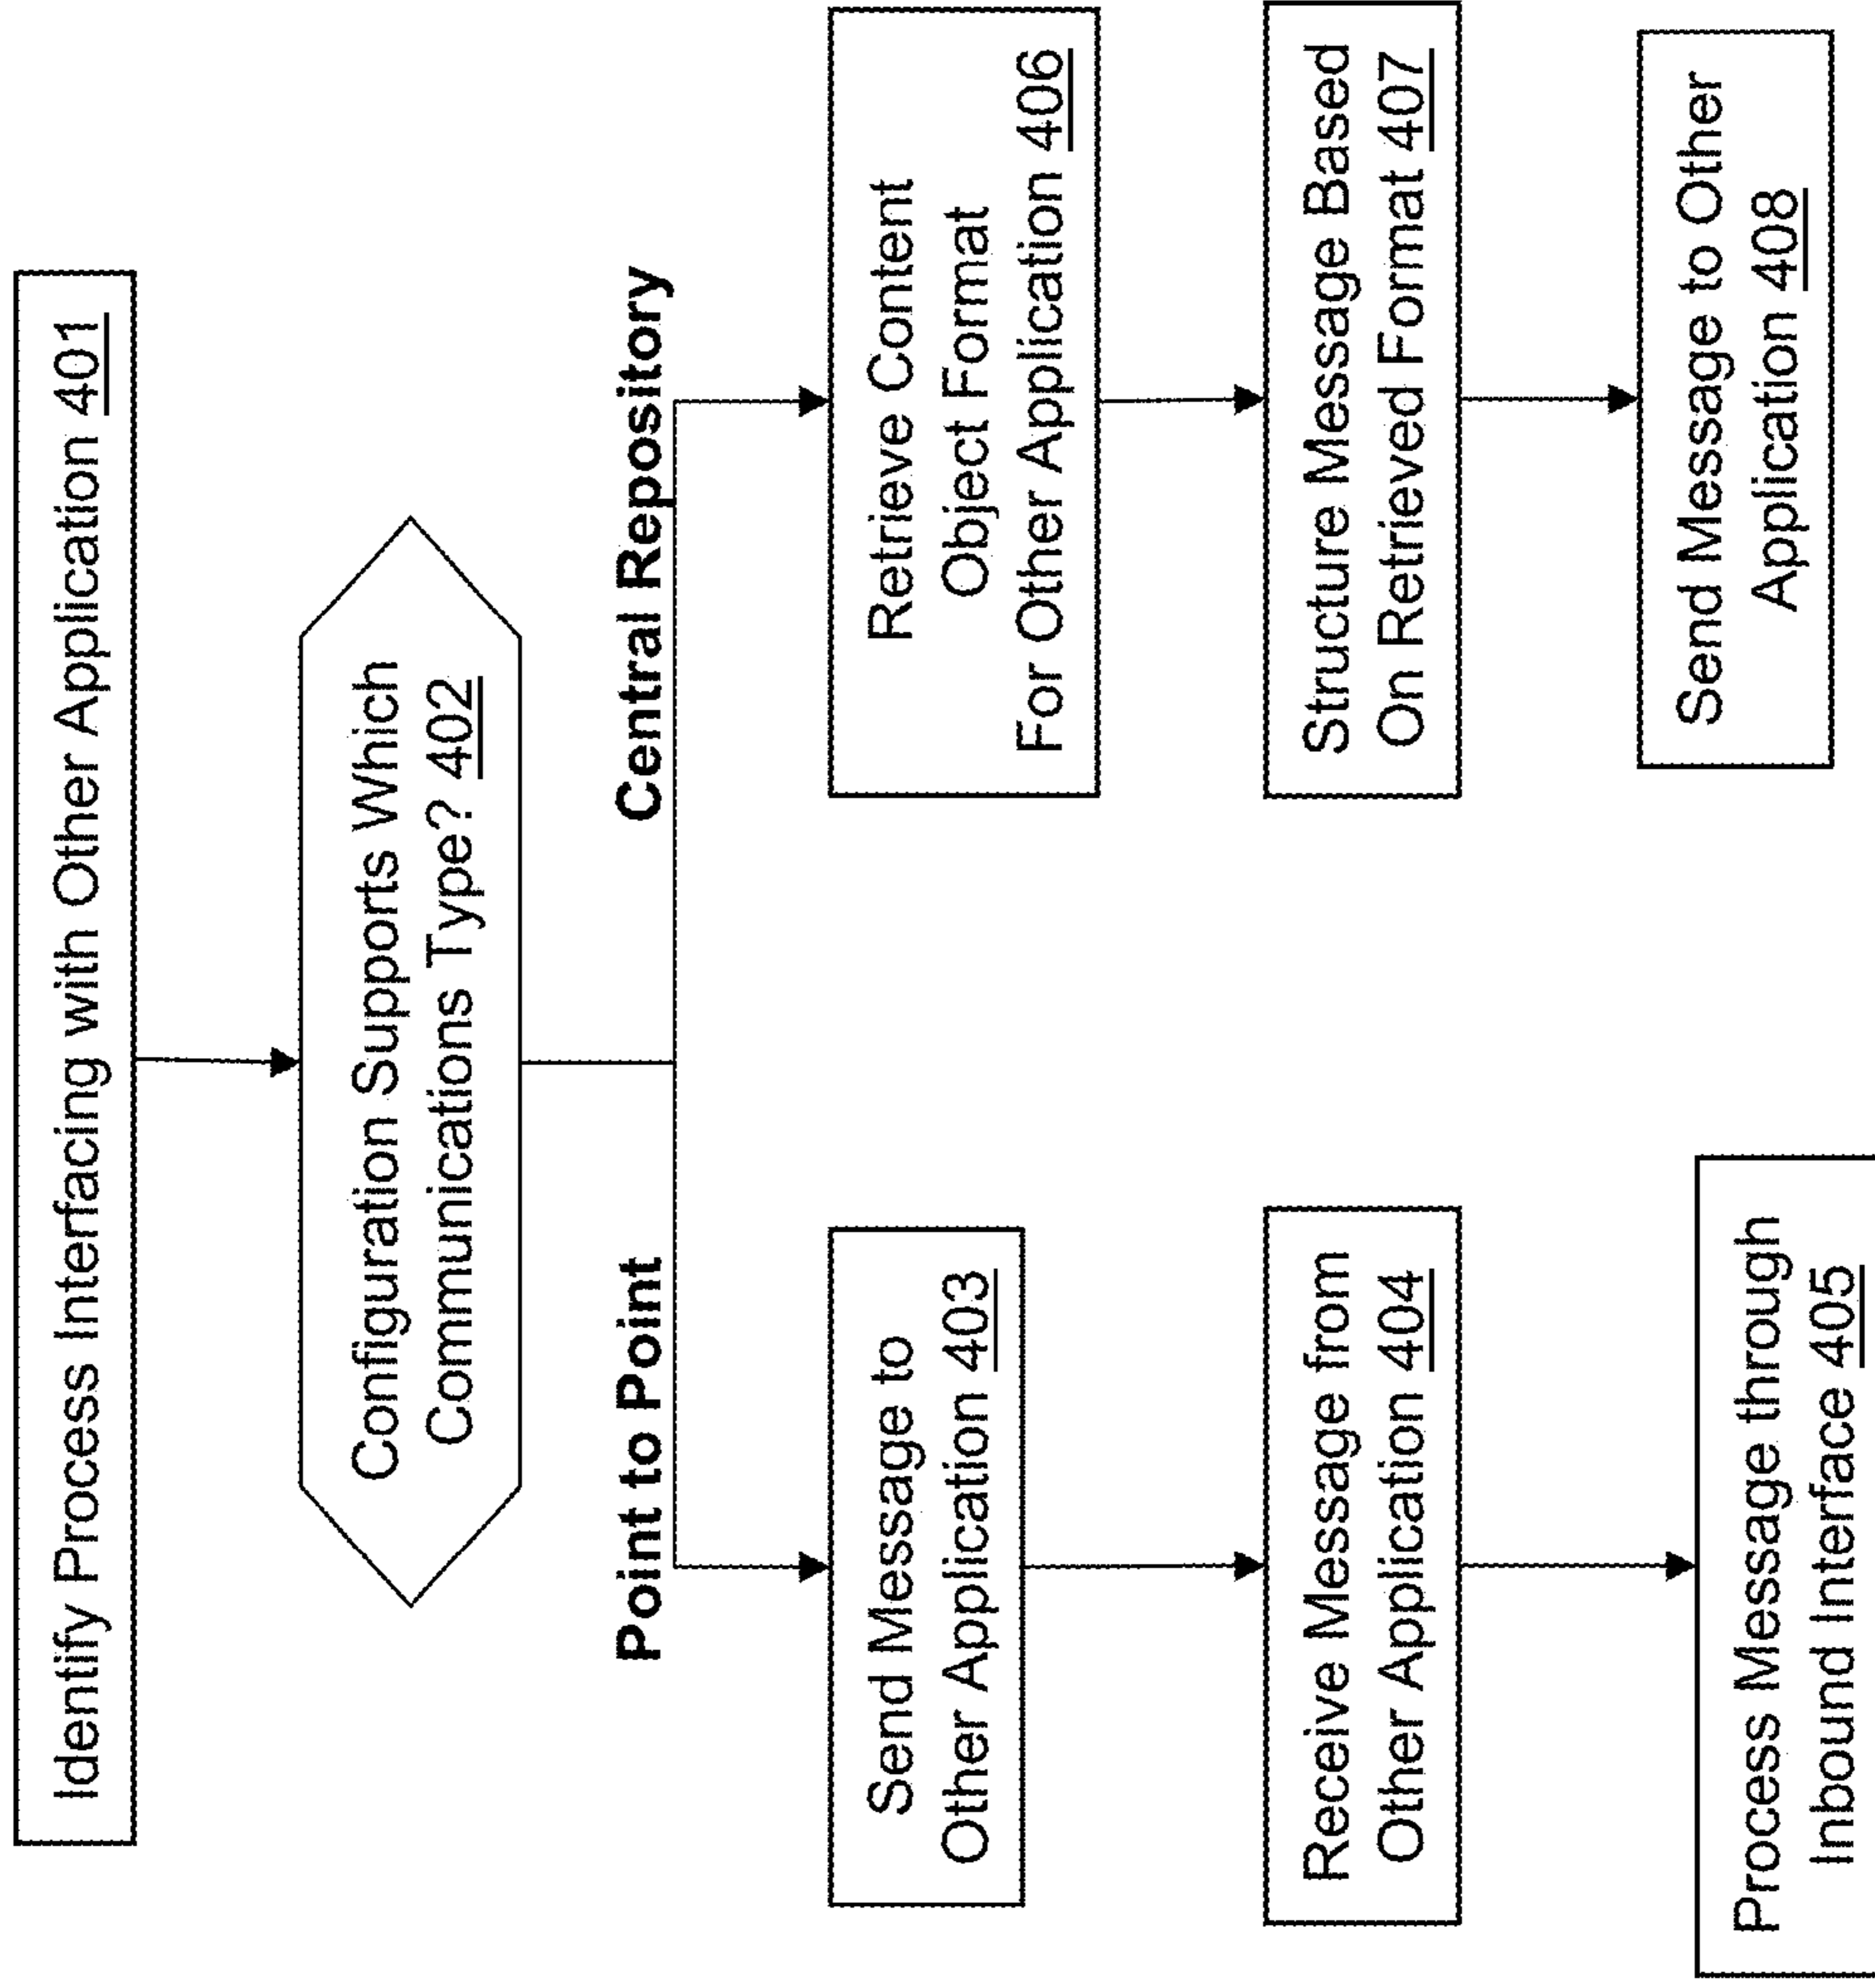 Identify Process Interfacing with Other Application 401
Configuration Supports Which
Communications Type? 402
Point to Point
Central Repository
Send Message to
Other Application 403
Receive Message from
Other Application 404
Process Message through
Inbound Interface 405
Retrieve Content
Object Format
For Other Application 406
Structure Message Based
On Retrieved Format 407
Send Message to Other
Application 408